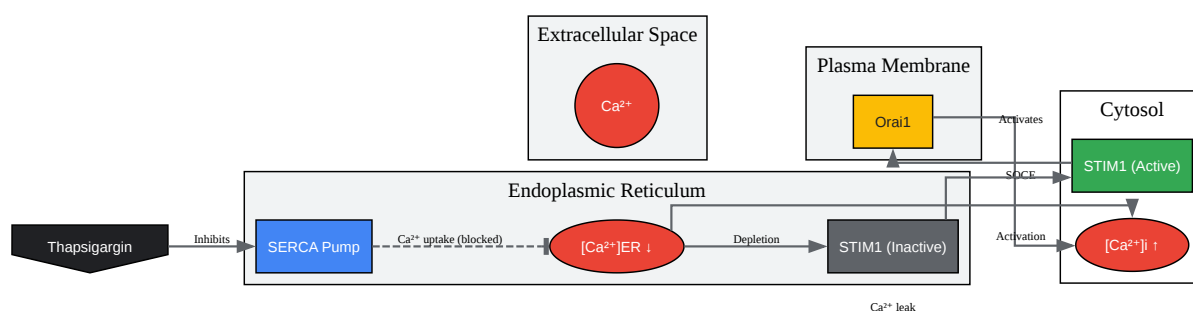 Extracellular Space
Ca²⁺
Plasma Membrane
Orai1
Activates
Cytosol
STIM1 (Active)
SOCE
Endoplasmic Reticulum
Thapsigargin
Inhibits
SERCA Pump
Ca²⁺ uptake (blocked)
[Ca²⁺]ER ↓
Depletion
STIM1 (Inactive)
Activation
[Ca²⁺]i ↑
Ca²⁺ leak